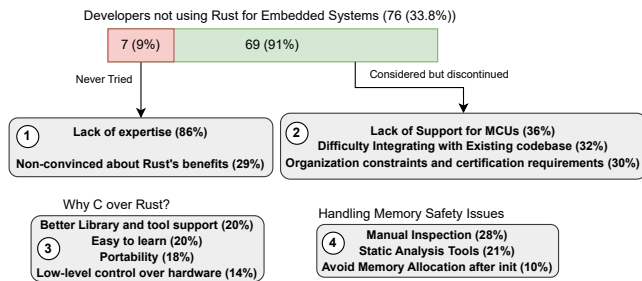 Developers not using Rust for Embedded Systems (76 (33.8%))
7 (9%)
69 (91%)
Never Tried
Considered but discontinued
1
Lack of expertise (86%)
Non-convinced about Rust's benefits (29%)
2
Lack of Support for MCUs (36%)
Difficulty Integrating with Existing codebase (32%)
Organization constraints and certification requirements (30%)
Why C over Rust?
Better Library and tool support (20%)
3
Easy to learn (20%)
Portability (18%)
Low-level control over hardware (14%)
Handling Memory Safety Issues
4
Manual Inspection (28%)
Static Analysis Tools (21%)
Avoid Memory Allocation after init (10%)